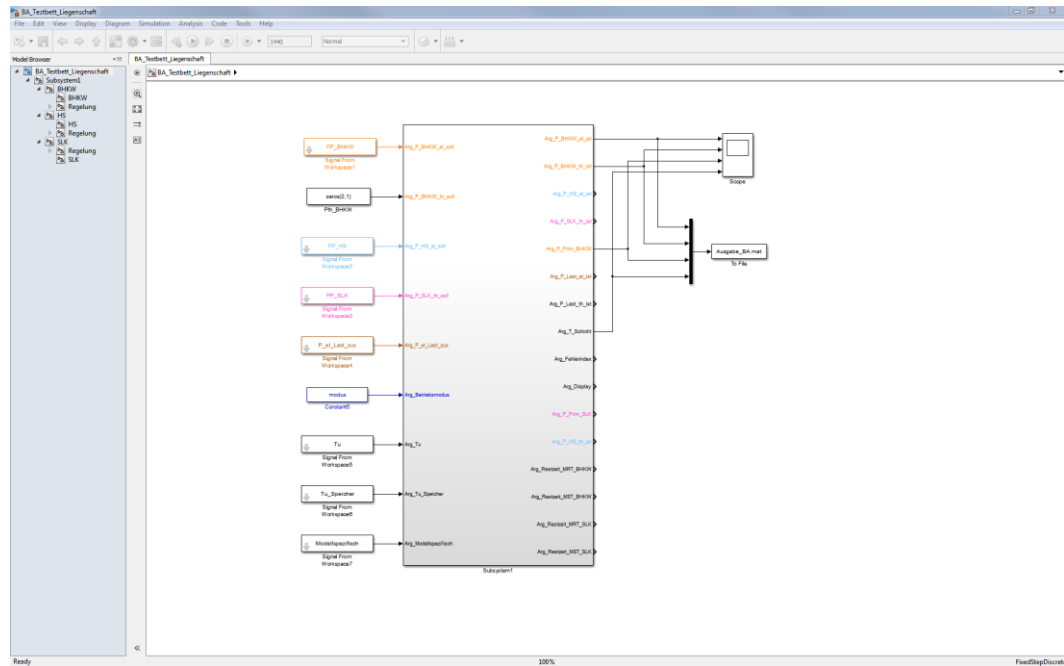 BA_Testbett_Liegenschaft
File Edit View Display Diagram Simulation Analysis Code Tools Help
1440
Normal
Model Browser
BA_Testbett_Liegenschaft
BA_Testbett_Liegenschaft
BA_Testbett_Liegenschaft
Subsystem1
BHKW
BHKW
Regelung
HS
HS
Regelung
SLK
Regelung
SLK
FP_BHKW
Signal From
Workspace1
zeros(2,1)
Pth_BHKW
FP_HS
Signal From
Workspace3
FP_SLK
Signal From
Workspace2
P_el_Last_zus
Signal From
Workspace4
modus
Constant5
Tu
Signal From
Workspace5
Tu_Speicher
Signal From
Workspace6
Modellspezifisch
Signal From
Workspace7
Arg_P_BHKW_el_soll
Arg_P_BHKW_th_soll
Arg_P_HS_el_soll
Arg_P_SLK_th_soll
Arg_P_el_Last_zus
Arg_Betriebsmodus
Arg_Tu
Arg_Tu_Speicher
Arg_Modellspezifisch
Arg_P_BHKW_el_ist
Arg_P_BHKW_th_ist
Arg_P_HS_el_ist
Arg_P_SLK_th_ist
Arg_P_Prim_BHKW
Arg_P_Last_el_ist
Arg_P_Last_th_ist
Arg_T_Schicht
Arg_Fehlerindex
Arg_Display
Arg_P_Prim_SLK
Arg_P_HS_th_ist
Arg_Restzeit_MRT_BHKW
Arg_Restzeit_MST_BHKW
Arg_Restzeit_MRT_SLK
Arg_Restzeit_MST_SLK
Subsystem1
Scope
Ausgabe_BA.mat
To File
Ready
100%
FixedStepDiscrete